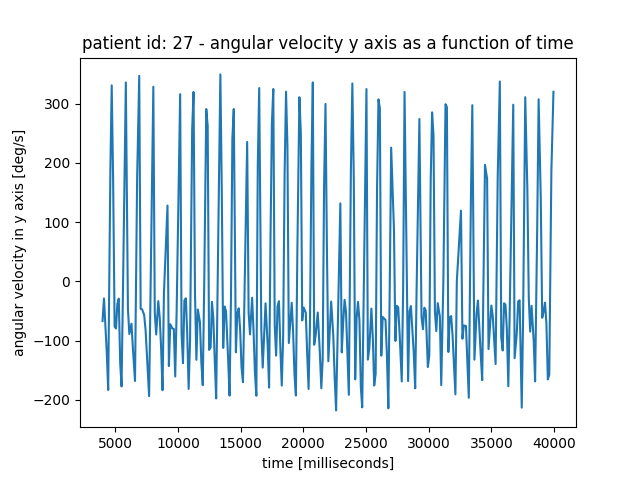 patient id: 27 - angular velocity y axis as a function of time
angular velocity in y axis [deg/s]
300
200
100
0
−100
−200
5000 10000 15000 20000 25000 30000 35000 40000
time [milliseconds]